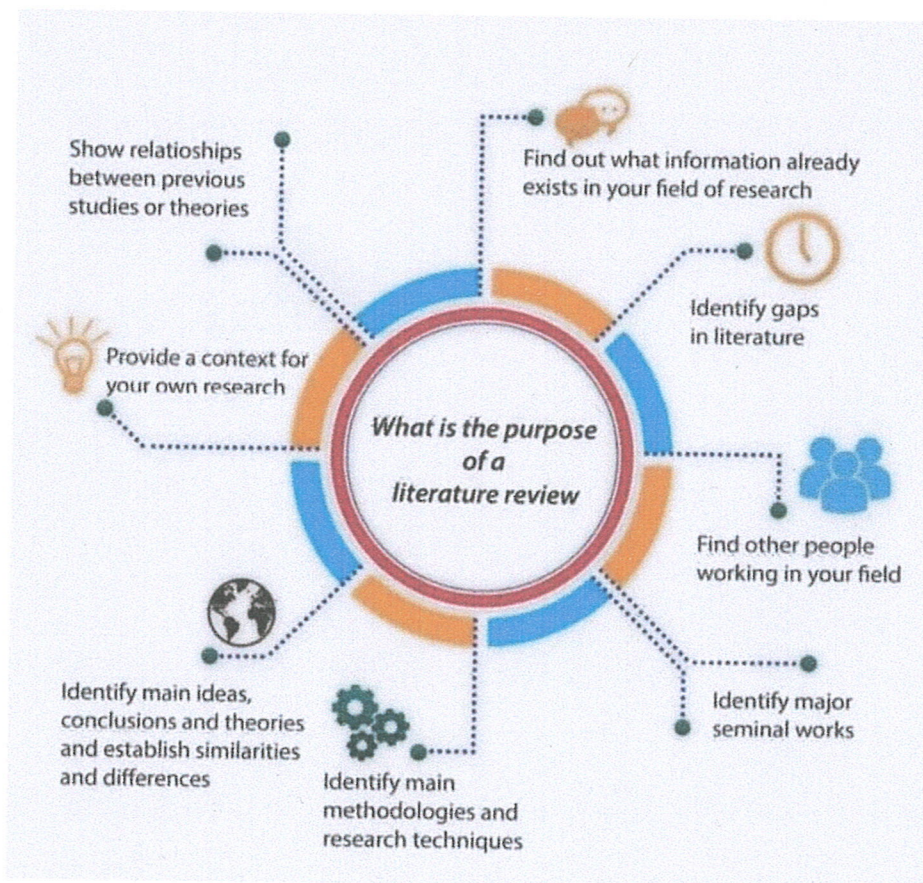 What is the purpose
of a
literature review
Find out what information already
exists in your field of research
Identify gaps
in literature
Find other people
working in your field
Identify major
seminal works
Identify main
methodologies and
research techniques
Identify main ideas,
conclusions and theories
and establish similarities
and differences
Provide a context for
your own research
Show relatioships
between previous
studies or theories